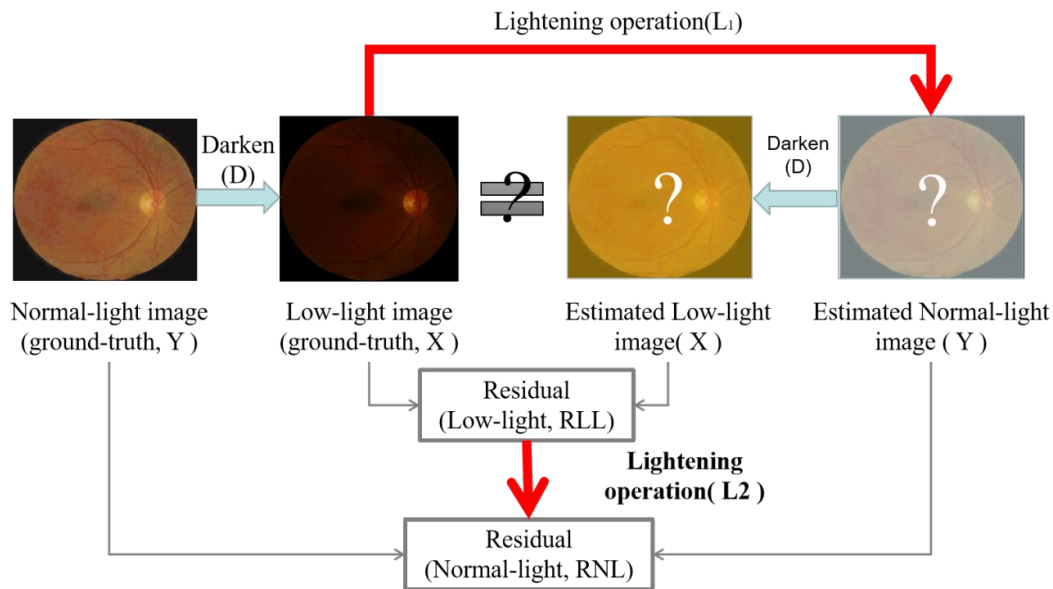 Lightening operation(L₁)
Darken
(D)
?
?
Darken
(D)
?
Normal-light image
(ground-truth, Y )
Low-light image
(ground-truth, X )
Estimated Low-light
image( X )
Estimated Normal-light
image ( Y )
Residual
(Low-light, RLL)
Lightening
operation( L2 )
Residual
(Normal-light, RNL)